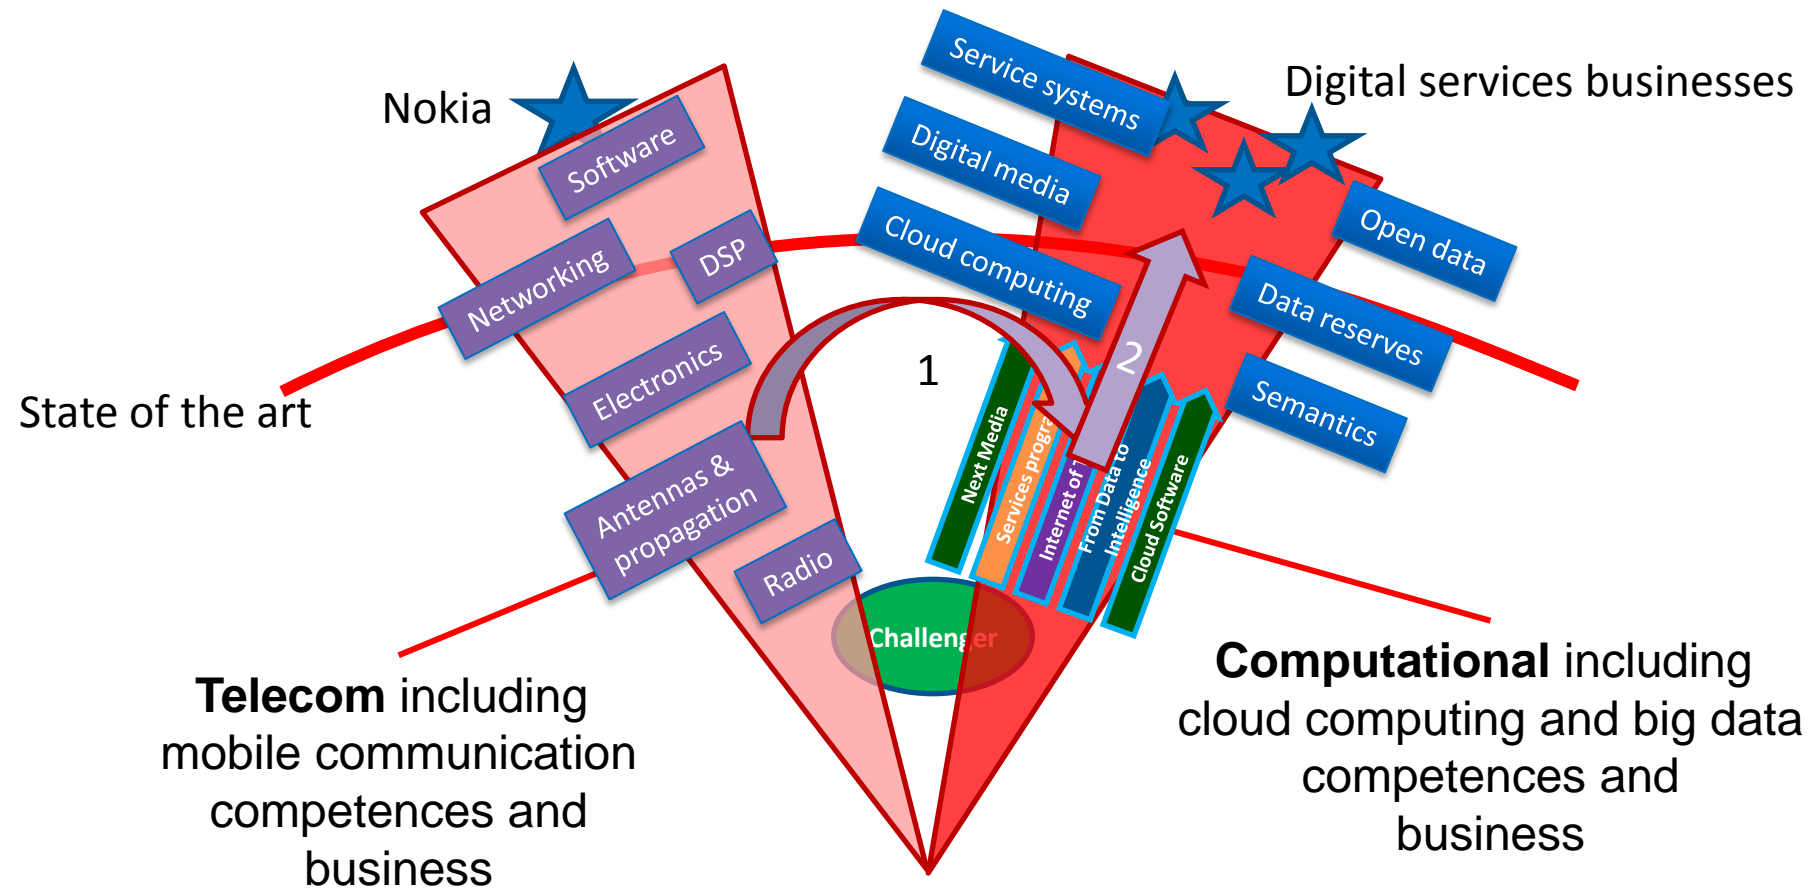 Nokia
Software
Networking
DSP
Electronics
Antennas &
propagation
Radio
State of the art
Telecom including
mobile communication
competences and
business
1
2
Challenger
Next Media
Services progra
Internet of
From Data to
Intelligence
Cloud Software
Service systems
Digital media
Cloud computing
Digital services businesses
Open data
Data reserves
Semantics
Computational including
cloud computing and big data
competences and
business